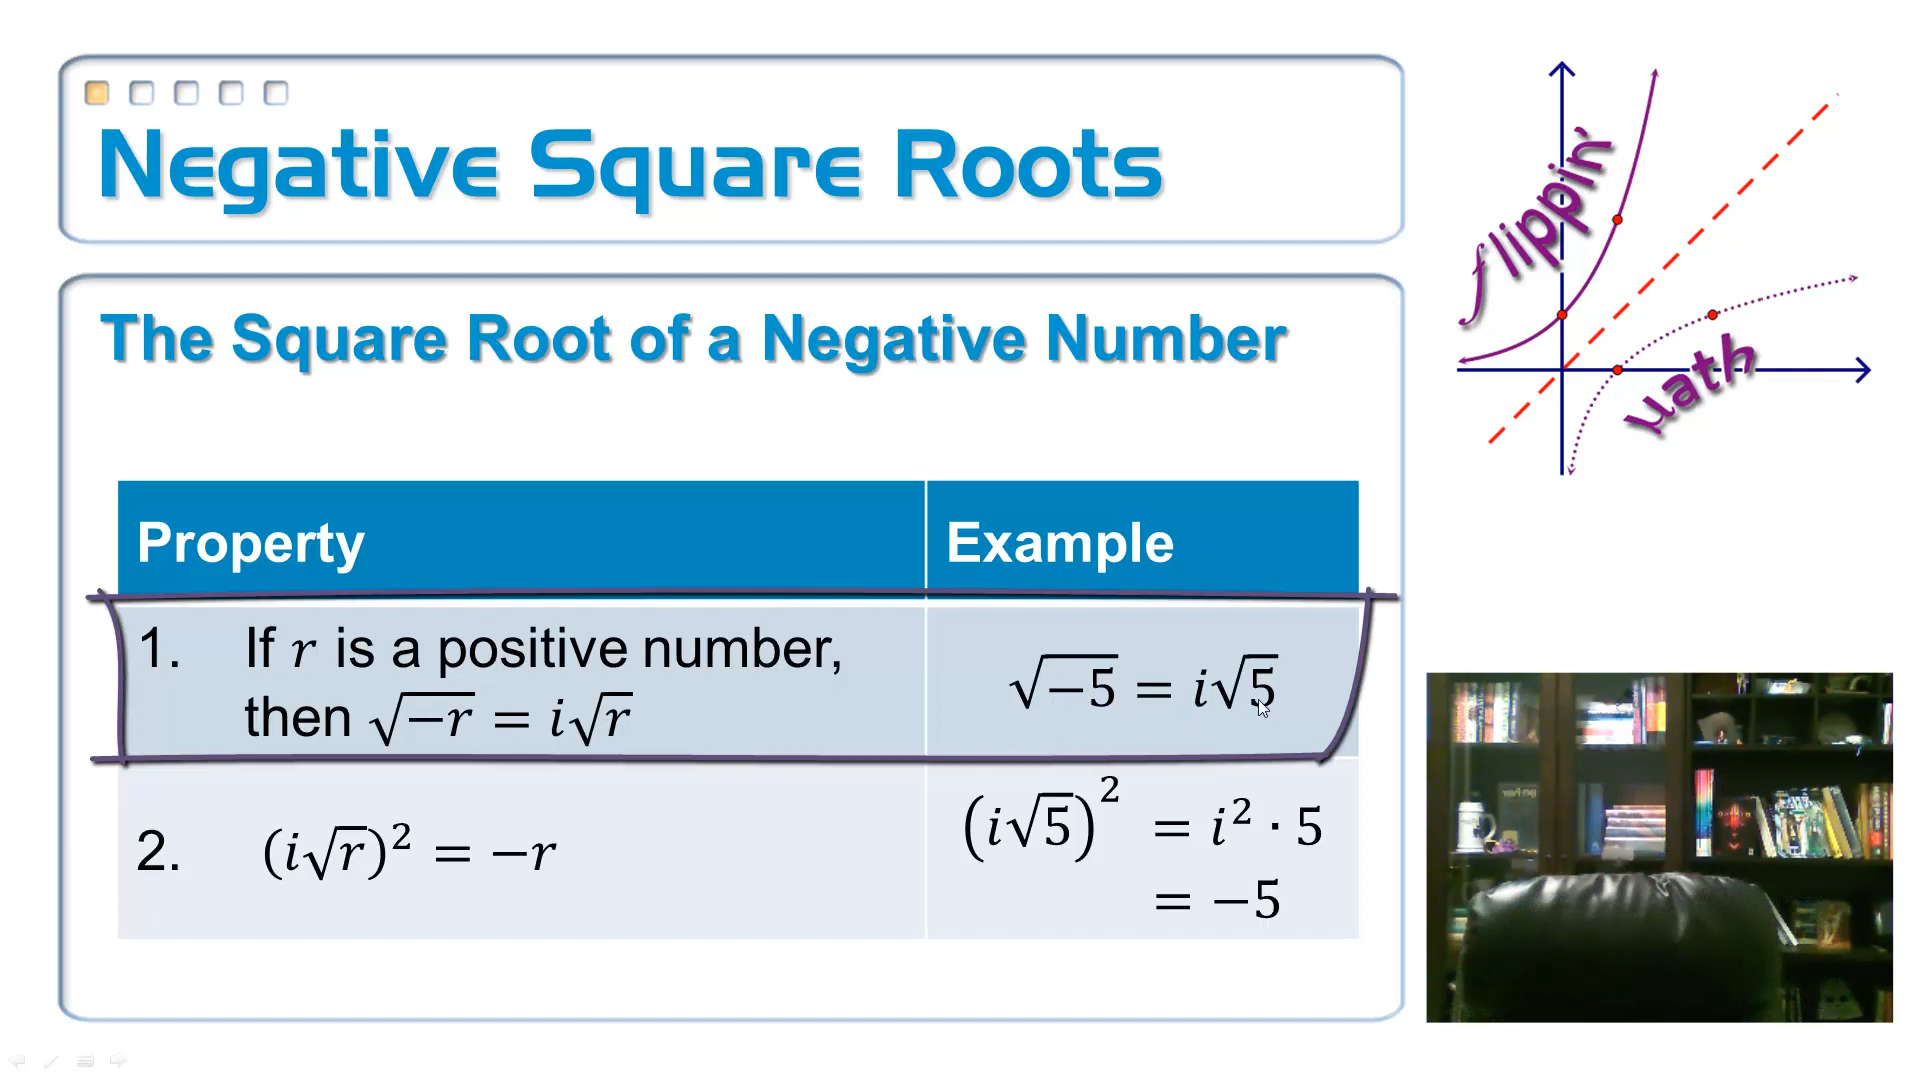 Negative Square Roots
The Square Root of a Negative Number
Property Example
1. If 𝑟 is a positive number,
then √−𝑟 = 𝑖√𝑟
√−5 = 𝑖√5
2. (𝑖√𝑟)² = −𝑟
(𝑖√5)² = 𝑖² · 5
= −5
flippin'
μath